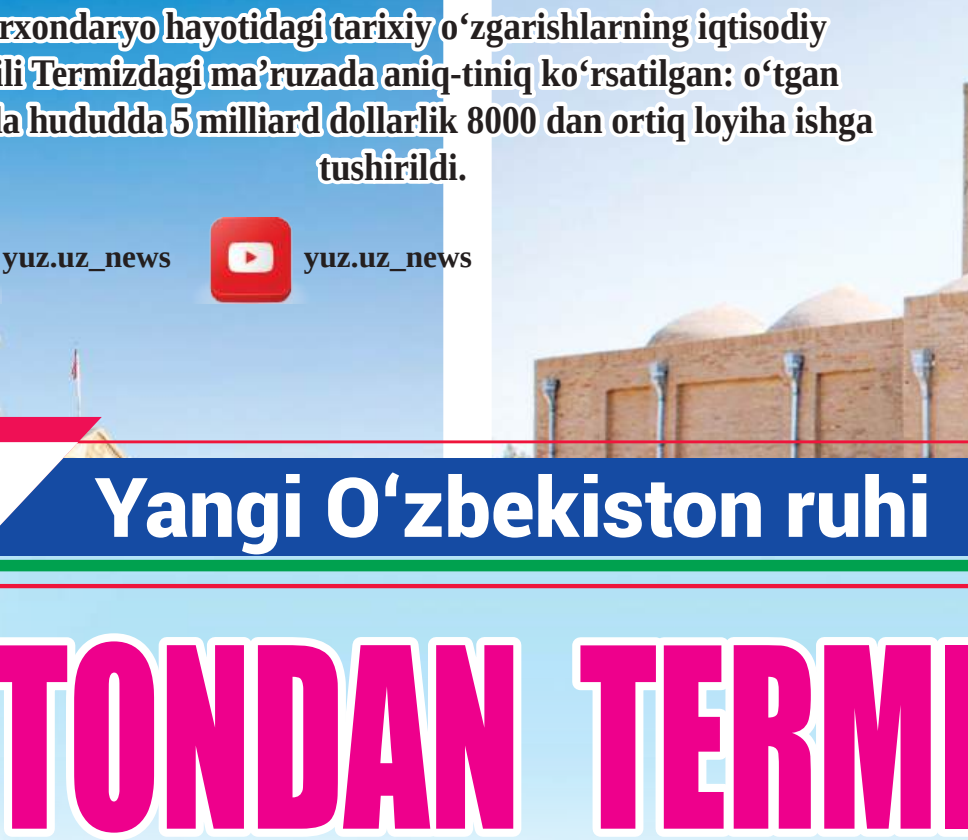 rxondaryo hayotidagi tarixiy o‘zgarishlarning iqtisodiy
ili Termizdagi ma’ruzada aniq-tiniq ko‘rsatilgan: o‘tgan
la hududda 5 milliard dollarlik 8000 dan ortiq loyiha ishga
tushirildi.
yuz.uz_news yuz.uz_news
Yangi O‘zbekiston ruhi
TONDAN TERMI